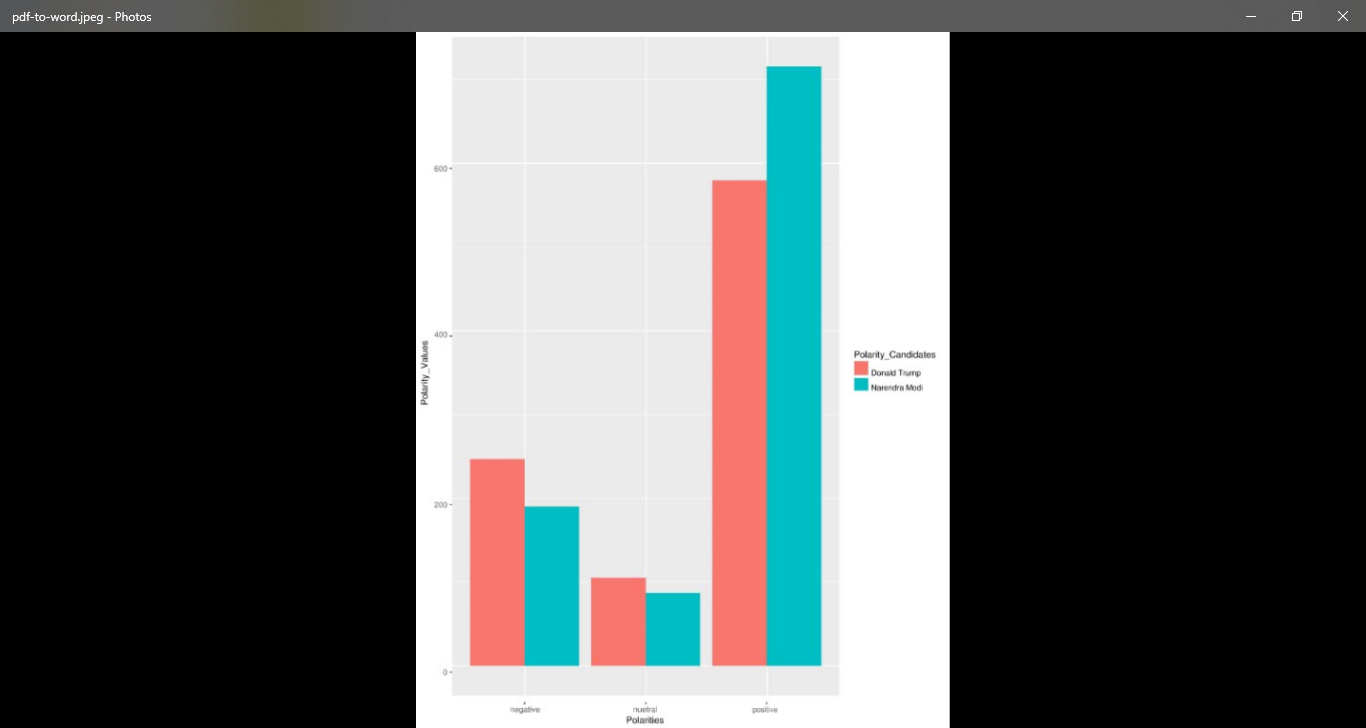 pdf-to-word.jpeg - Photos
600
400
200
0
Polarity_Values
negative
nuetral
positive
Polarities
Polarity_Candidates
Donald Trump
Narendra Modi